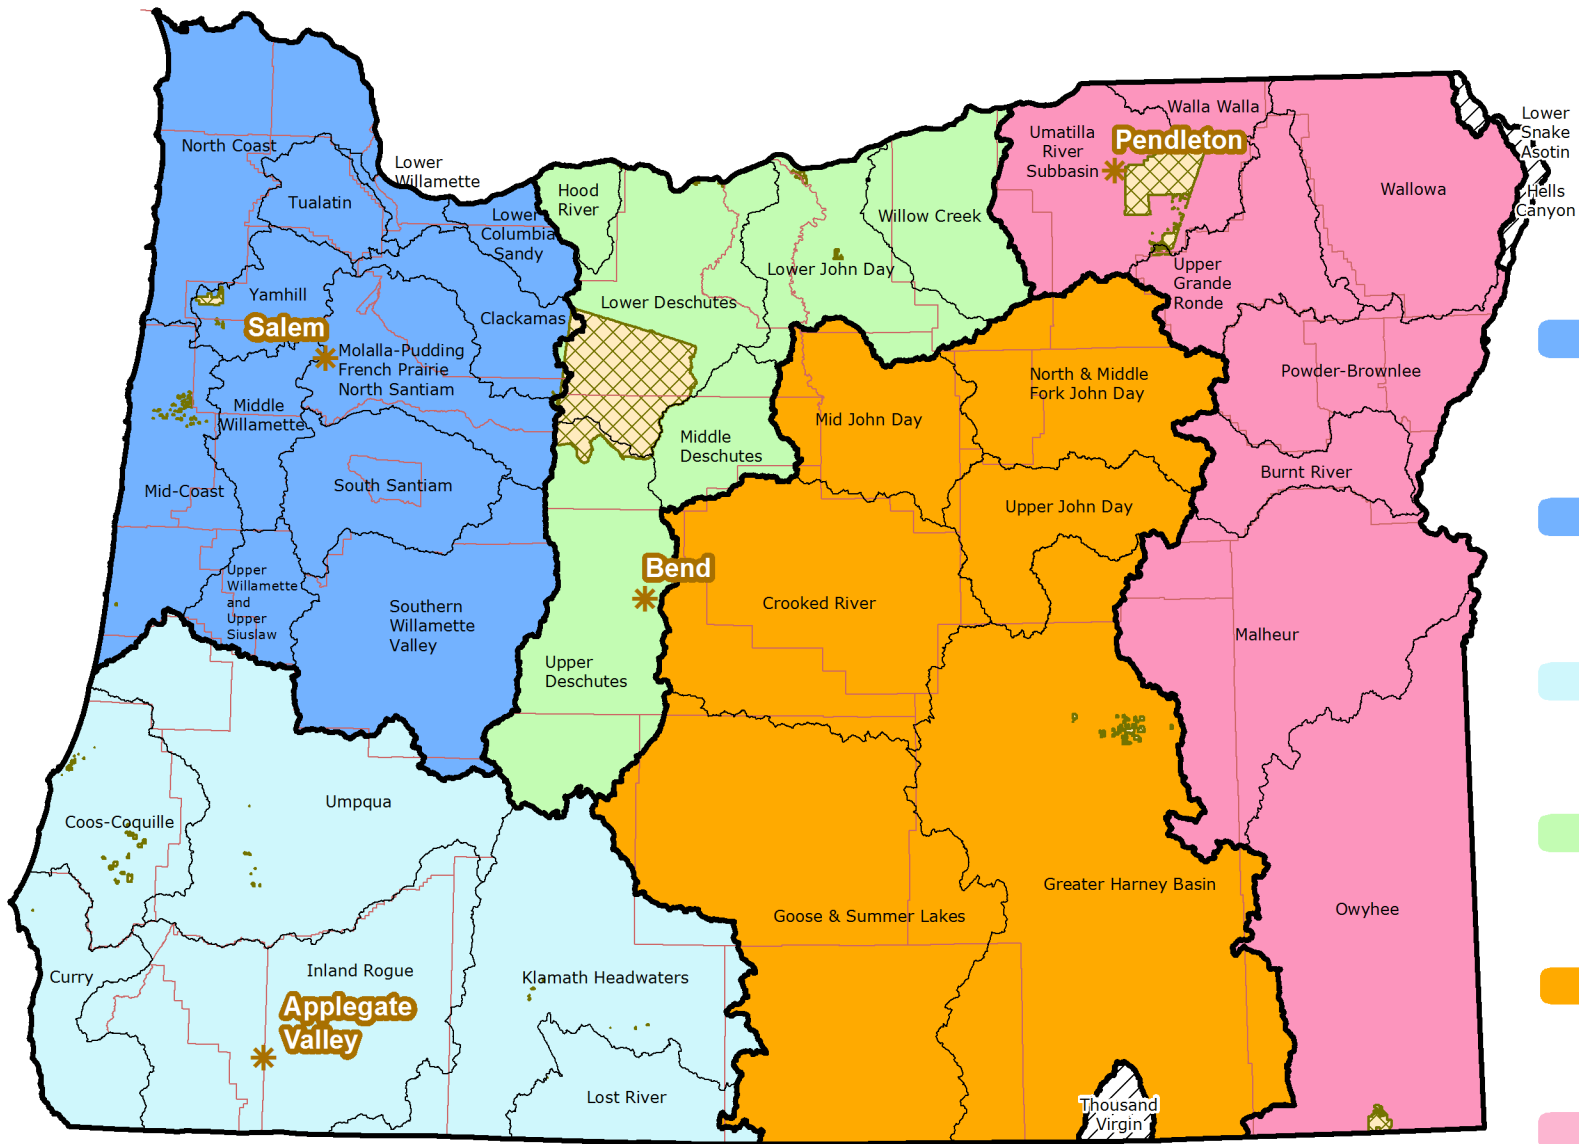 North Coast
Lower
Willamette
Tualatin
Lower
Columbia
Sandy
Yamhill
Salem
Clackamas
Molalla-Pudding
French Prairie
North Santiam
Middle
Willamette
Mid-Coast
South Santiam
Upper
Willamette
and
Upper
Siuslaw
Southern
Willamette
Valley
Hood
River
Willow Creek
Lower John Day
Lower Deschutes
Middle
Deschutes
Bend
Upper
Deschutes
Umatilla
River
Subbasin
Walla Walla
Pendleton
Wallowa
Lower
Snake
Asotin
Hells
Canyon
Upper
Grande
Ronde
Powder-Brownlee
Burnt River
Malheur
Owyhee
North & Middle
Fork John Day
Mid John Day
Upper John Day
Crooked River
Greater Harney Basin
Goose & Summer Lakes
Thousand
Virgin
Umpqua
Coos-Coquille
Curry
Inland Rogue
Applegate
Valley
Klamath Headwaters
Lost River